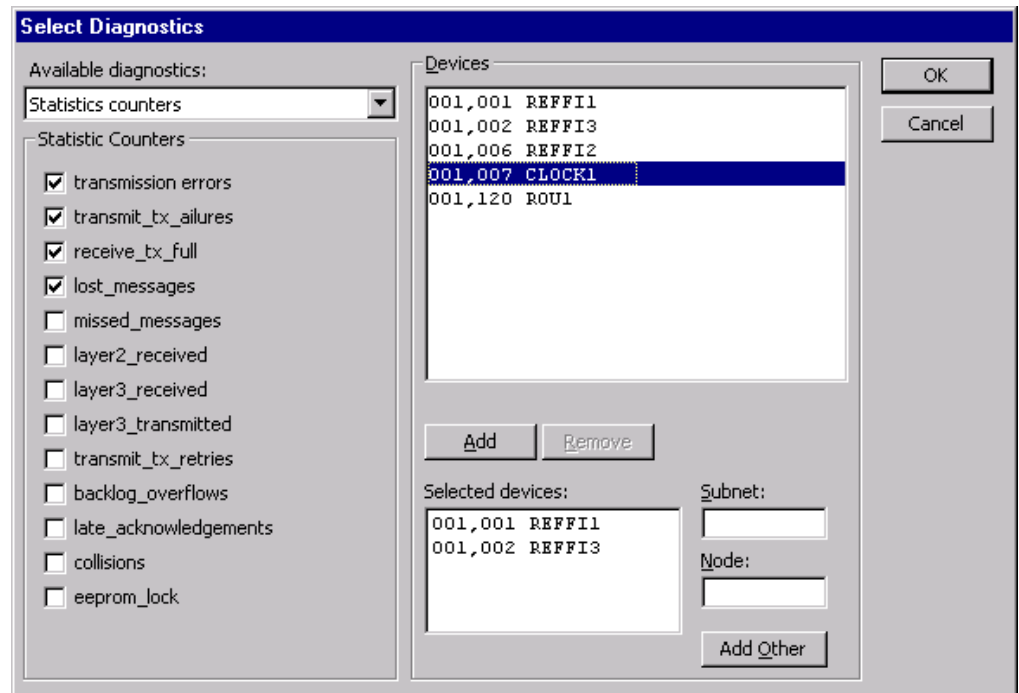 Select Diagnostics
Available diagnostics:
Statistics counters
Statistic Counters
transmission errors
transmit_tx_ailures
receive_tx_full
lost_messages
missed_messages
layer2_received
layer3_received
layer3_transmitted
transmit_tx_retries
backlog_overflows
late_acknowledgements
collisions
eeprom_lock
Devices
001,001 REFFI1
001,002 REFFI3
001,006 REFFI2
001,007 CLOCK1
001,120 ROU1
Add
Remove
Selected devices:
001,001 REFFI1
001,002 REFFI3
Subnet:
Node:
Add Other
OK
Cancel